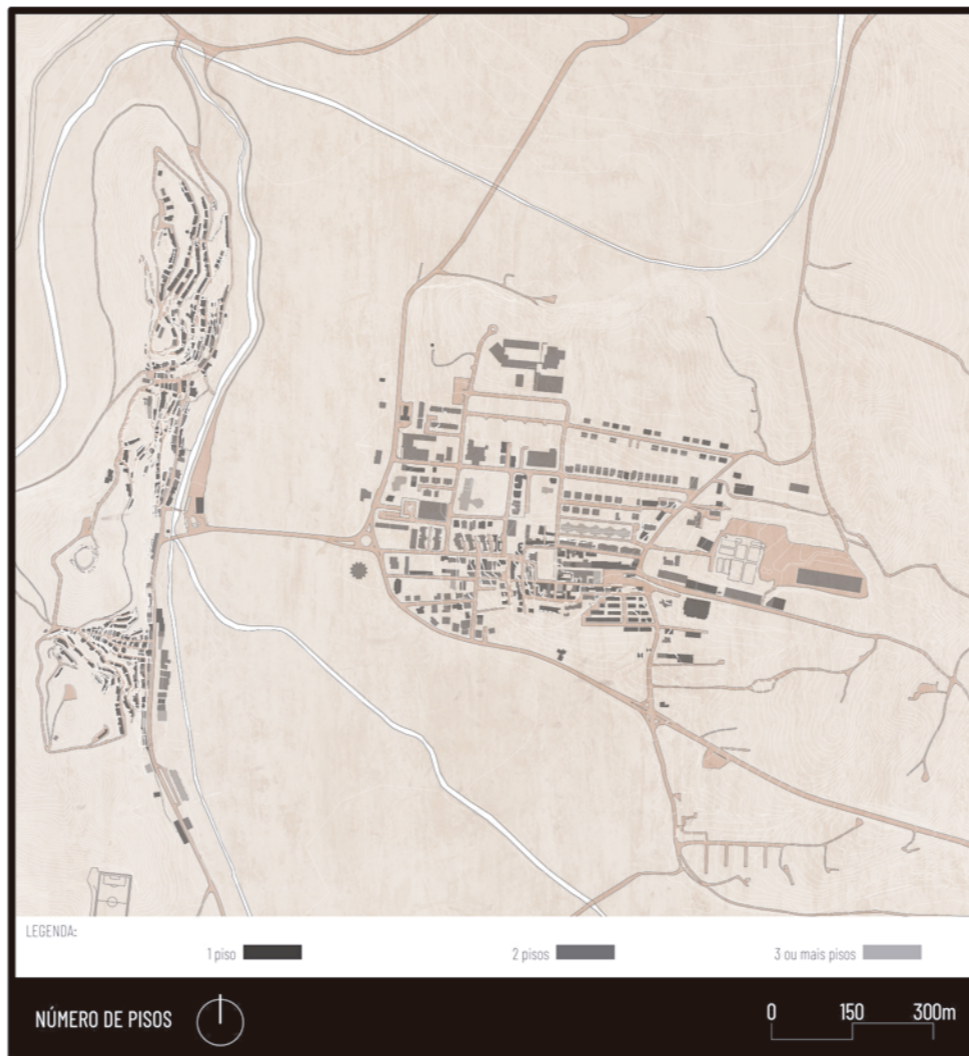 LEGENDA:
1 piso
2 pisos
3 ou mais pisos
NÚMERO DE PISOS
0 150 300m